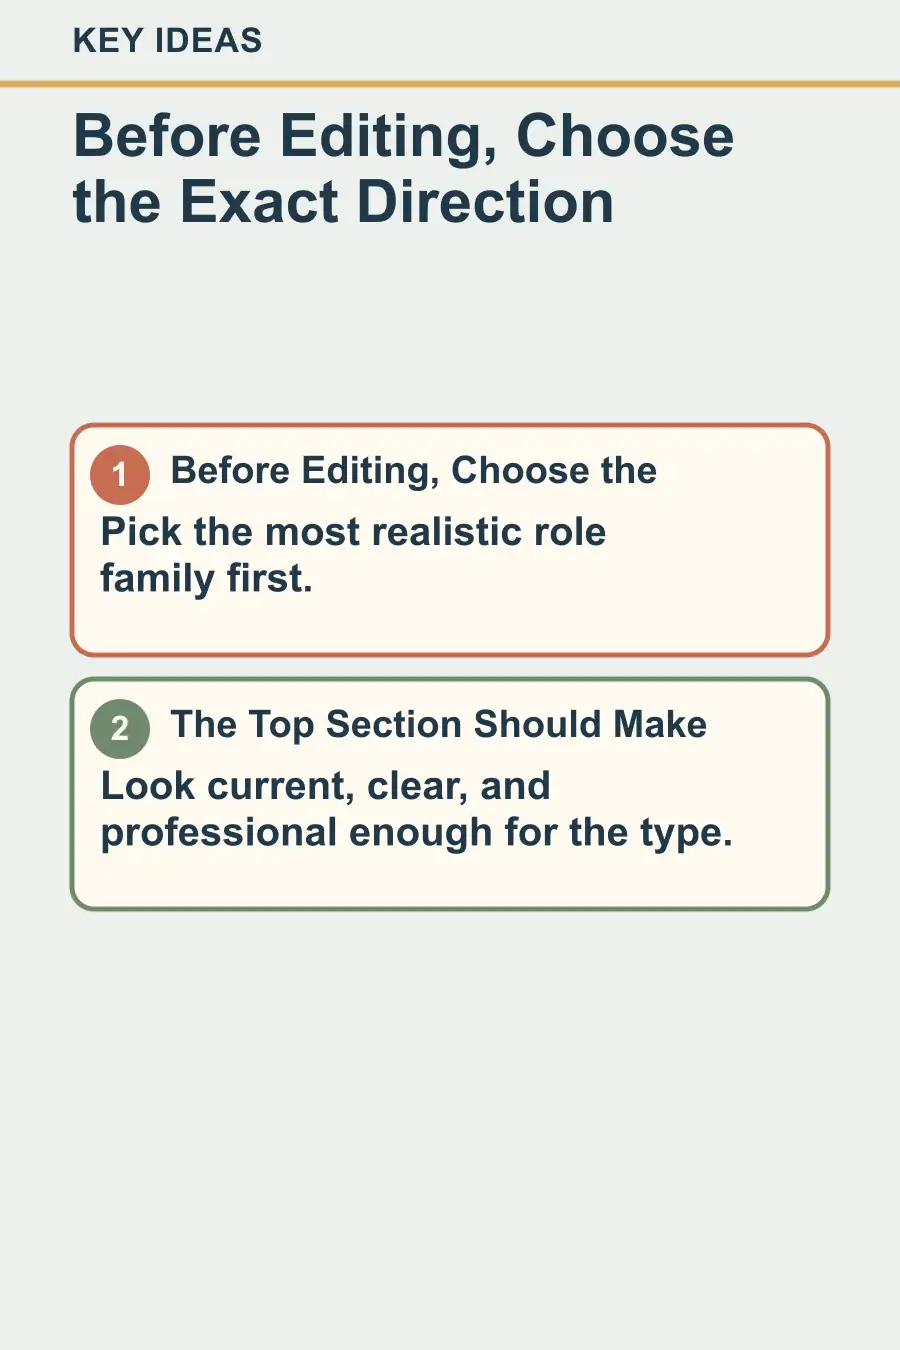 KEY IDEAS
Before Editing, Choose
the Exact Direction
1 Before Editing, Choose the
Pick the most realistic role
family first.
2 The Top Section Should Make
Look current, clear, and
professional enough for the type.